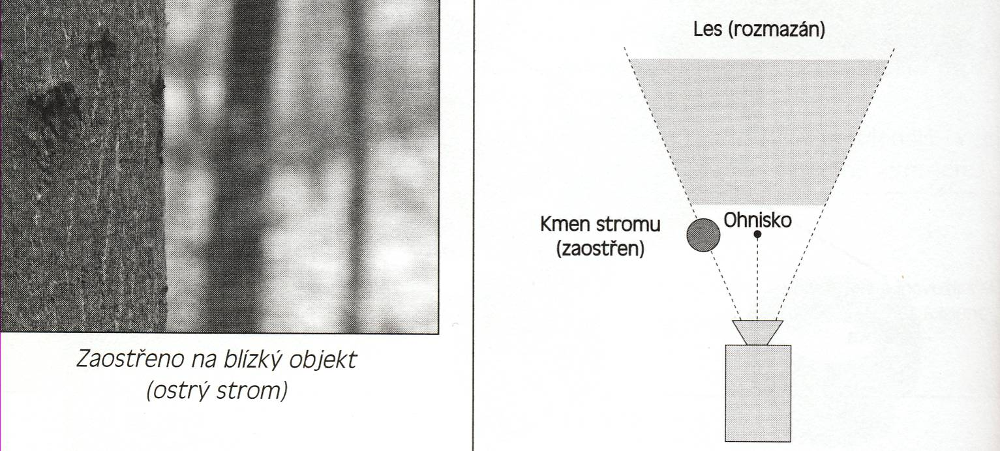 Zaostřeno na blízký objekt
(ostrý strom)
Les (rozmazán)
Kmen stromu
(zaostřen)
Ohnisko